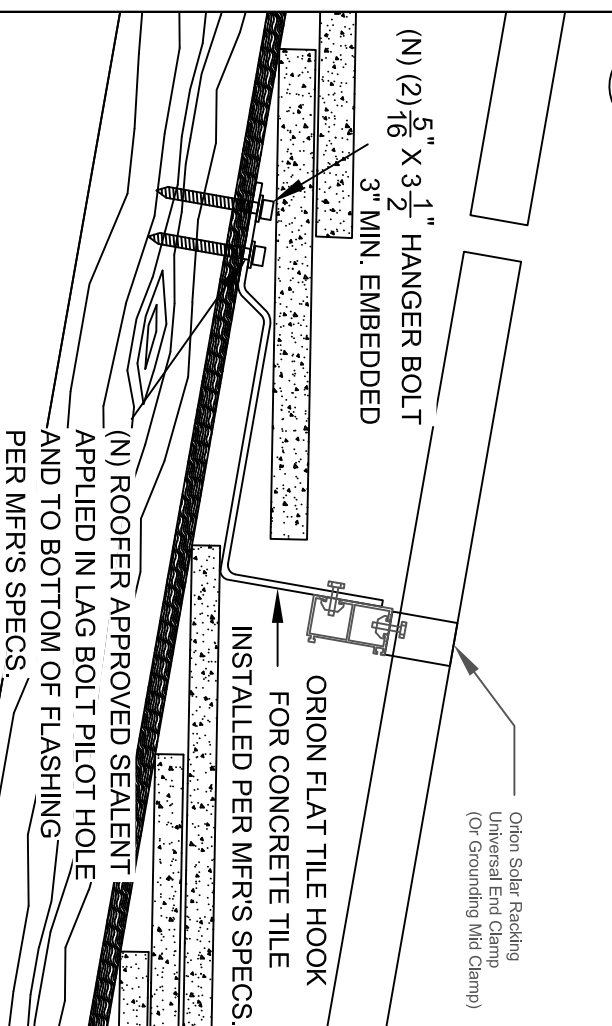 (N) (2) 5/16" X 3 1/2" HANGER BOLT
3" MIN. EMBEDDED
Orion Solar Racking
Universal End Clamp
(Or Grounding Mid Clamp)
ORION FLAT TILE HOOK
FOR CONCRETE TILE
INSTALLED PER MFR'S SPECS.
(N) ROOFER APPROVED SEALENT
APPLIED IN LAG BOLT PILOT HOLE
AND TO BOTTOM OF FLASHING
PER MFR'S SPECS.